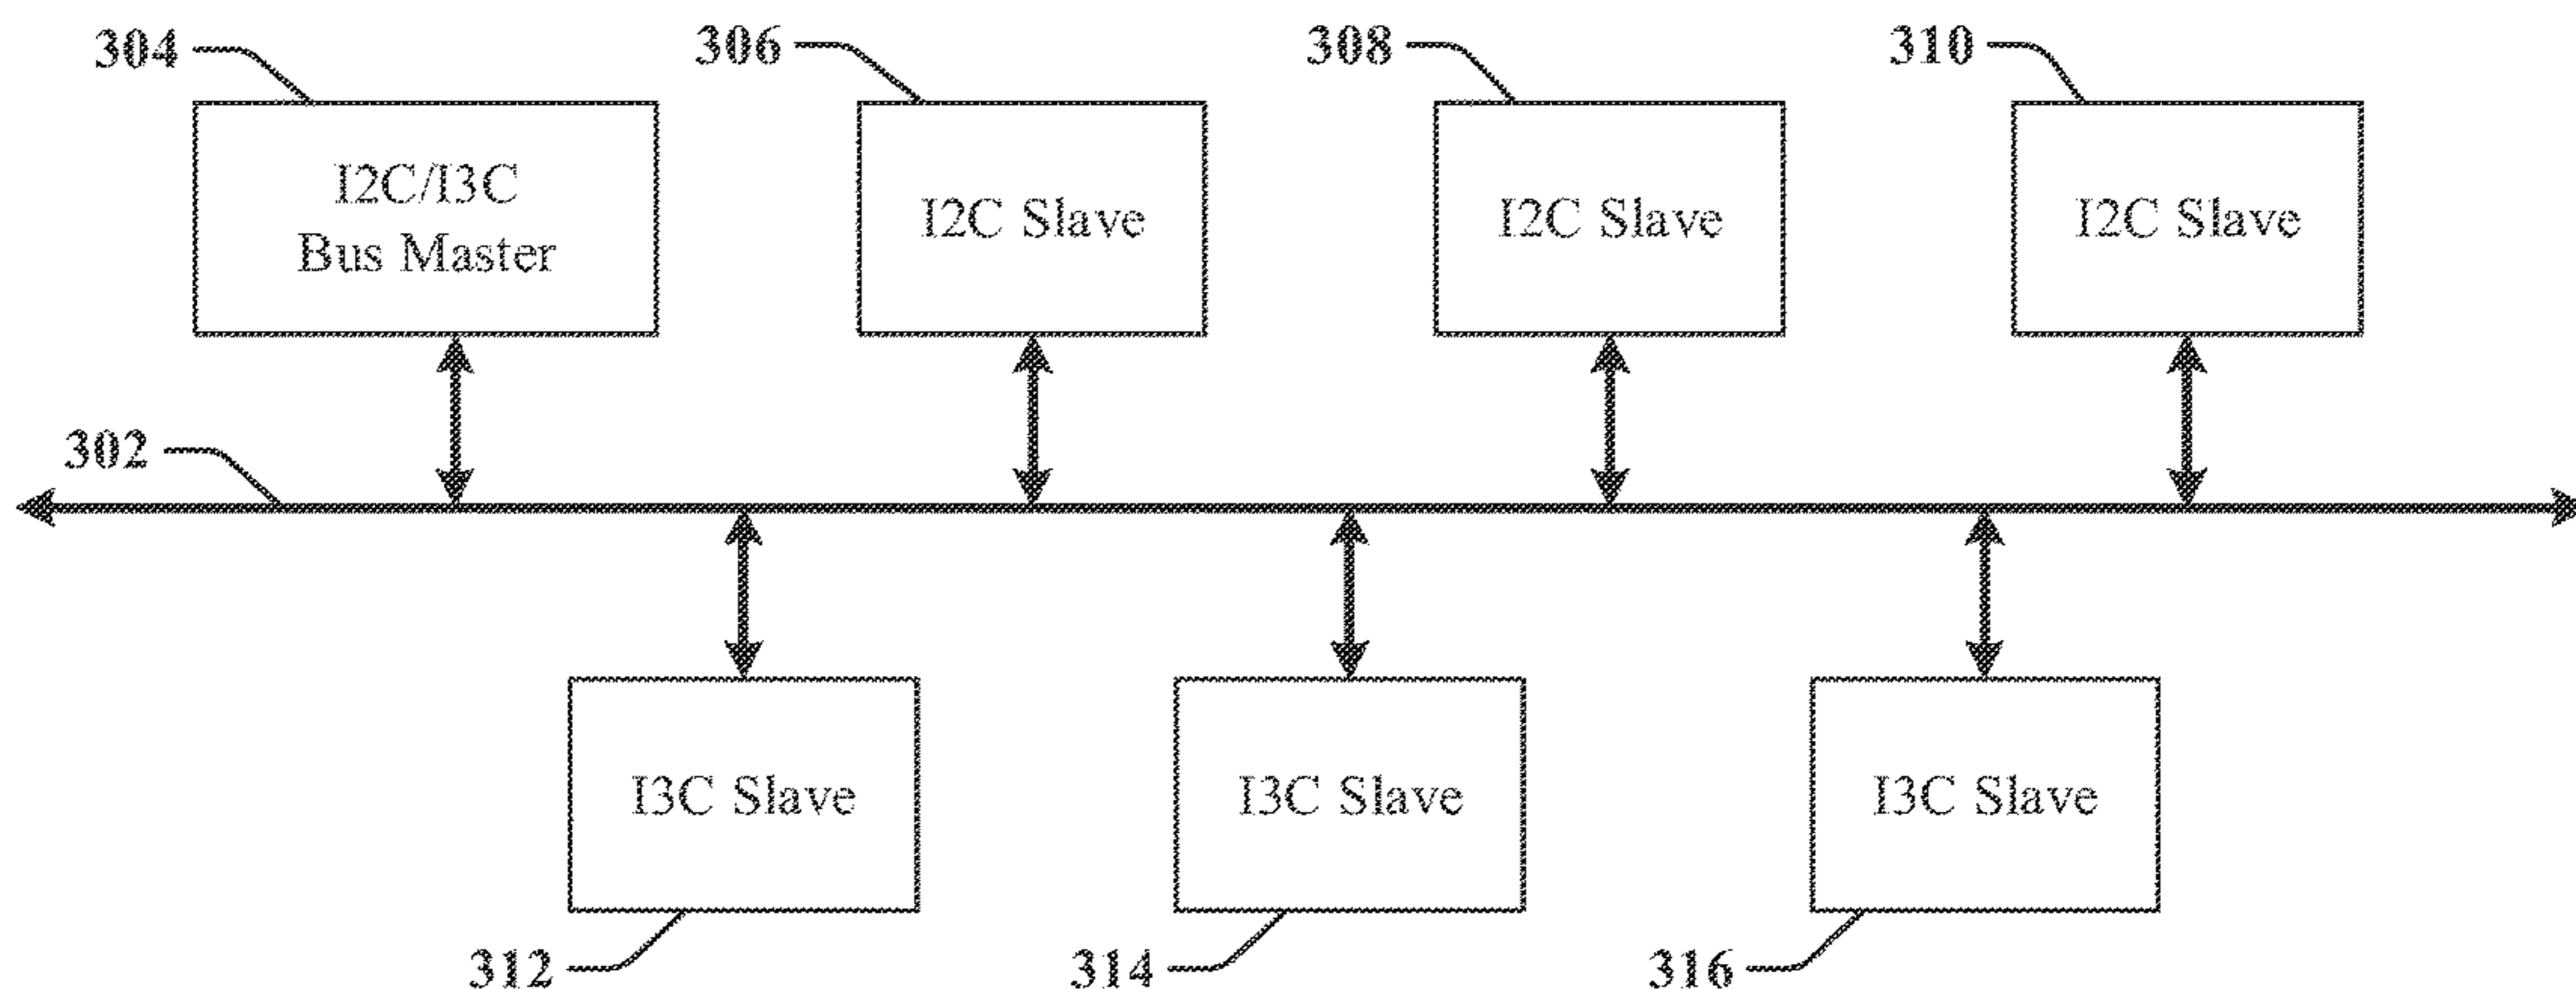 304
306
308
310
I2C/I3C
Bus Master
I2C Slave
I2C Slave
I2C Slave
302
I3C Slave
I3C Slave
I3C Slave
312
314
316